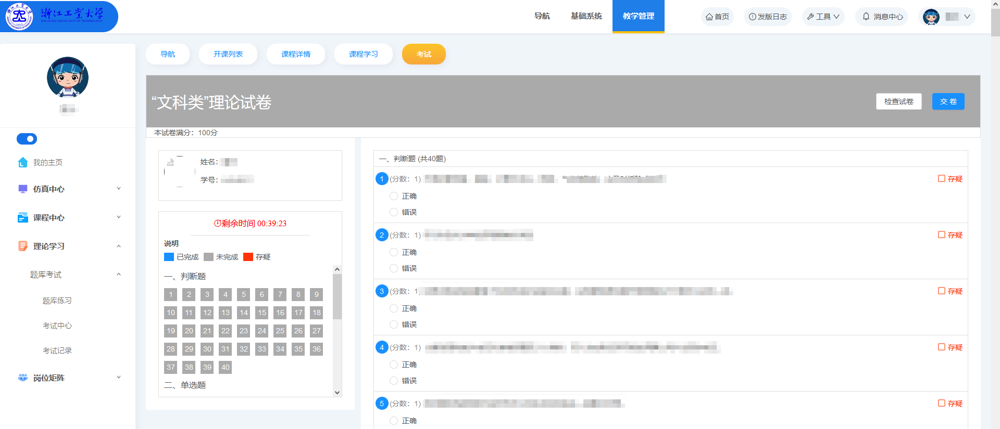 浙江工业大学
ZHEJIANG UNIVERSITY OF TECHNOLOGY
导航
基础系统
教学管理
首页
发版日志
工具
消息中心
导航
开课列表
课程详情
课程学习
考试
“文科类”理论试卷
检查试卷
交 卷
本试卷满分：100分
我的主页
仿真中心
课程中心
理论学习
题库考试
题库练习
考试中心
考试记录
岗位矩阵
姓名：
学号：
剩余时间 00:39:23
说明
已完成 未完成 存疑
一、判断题
1 2 3 4 5 6 7 8 9
10 11 12 13 14 15 16 17 18
19 20 21 22 23 24 25 26 27
28 29 30 31 32 33 34 35 36
37 38 39 40
二、单选题
一、判断题 (共40题)
1 (分数：1) 存疑
正确
错误
2 (分数：1) 存疑
正确
错误
3 (分数：1) 存疑
正确
错误
4 (分数：1) 存疑
正确
错误
5 (分数：1) 存疑
正确